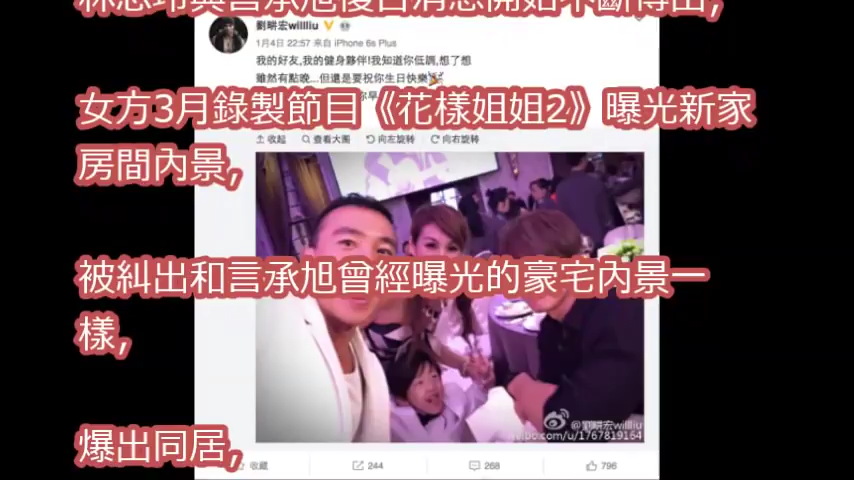 林志玲與言承旭復合消息開始不斷傳出,
劉畊宏willliu
1月4日 22:57 来自 iPhone 6s Plus
我的好友,我的健身夥伴!我知道你低調,想了想
雖然有點晚...但還是要祝你生日快樂🎉
女方3月錄製節目《花樣姐姐2》曝光新家
房間內景,
收起 查看大圖 向左旋转 向右旋转
被糾出和言承旭曾經曝光的豪宅內景一
樣,
@劉畊宏willliu
weibo.com/u/1767819164
爆出同居,
收藏 244 268 796